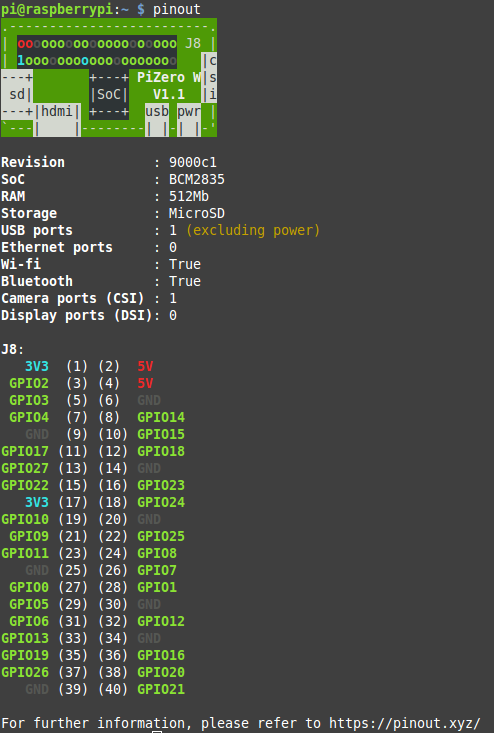 pi@raspberrypi:~ $ pinout
.-------------------------.
| oooooooooooooooooooo J8 |
| 1ooooooooooooooooooo   |c
---+       +---+ PiZero W|s
 sd|       |SoC|   V1.1  |i
---+|hdmi| +---+  usb pwr |
`---|    |--------| |-| |-'

Revision           : 9000c1
SoC                : BCM2835
RAM                : 512Mb
Storage            : MicroSD
USB ports          : 1 (excluding power)
Ethernet ports     : 0
Wi-fi              : True
Bluetooth          : True
Camera ports (CSI) : 1
Display ports (DSI): 0

J8:
   3V3  (1) (2)  5V
 GPIO2  (3) (4)  5V
 GPIO3  (5) (6)  GND
 GPIO4  (7) (8)  GPIO14
   GND  (9) (10) GPIO15
GPIO17 (11) (12) GPIO18
GPIO27 (13) (14) GND
GPIO22 (15) (16) GPIO23
   3V3 (17) (18) GPIO24
GPIO10 (19) (20) GND
 GPIO9 (21) (22) GPIO25
GPIO11 (23) (24) GPIO8
   GND (25) (26) GPIO7
 GPIO0 (27) (28) GPIO1
 GPIO5 (29) (30) GND
 GPIO6 (31) (32) GPIO12
GPIO13 (33) (34) GND
GPIO19 (35) (36) GPIO16
GPIO26 (37) (38) GPIO20
   GND (39) (40) GPIO21

For further information, please refer to https://pinout.xyz/